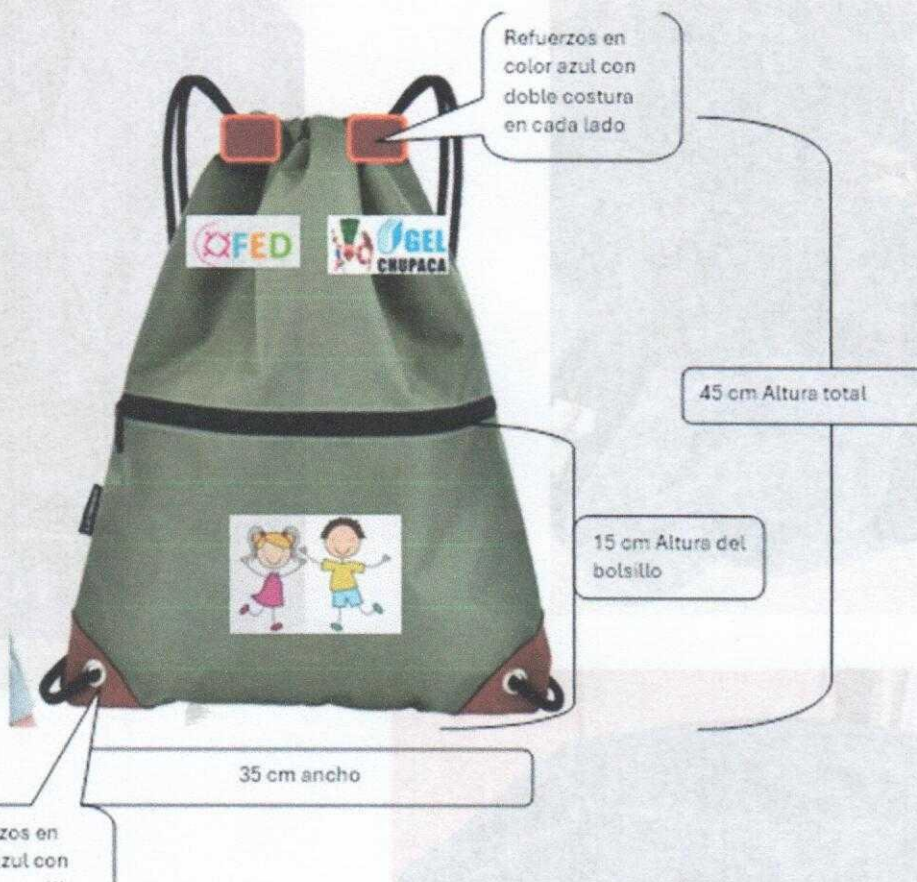 Refuerzos en
color azul con
doble costura
en cada lado
FED
UGEL
CHUPACA
45 cm Altura total
15 cm Altura del
bolsillo
35 cm ancho
zos en
zul con